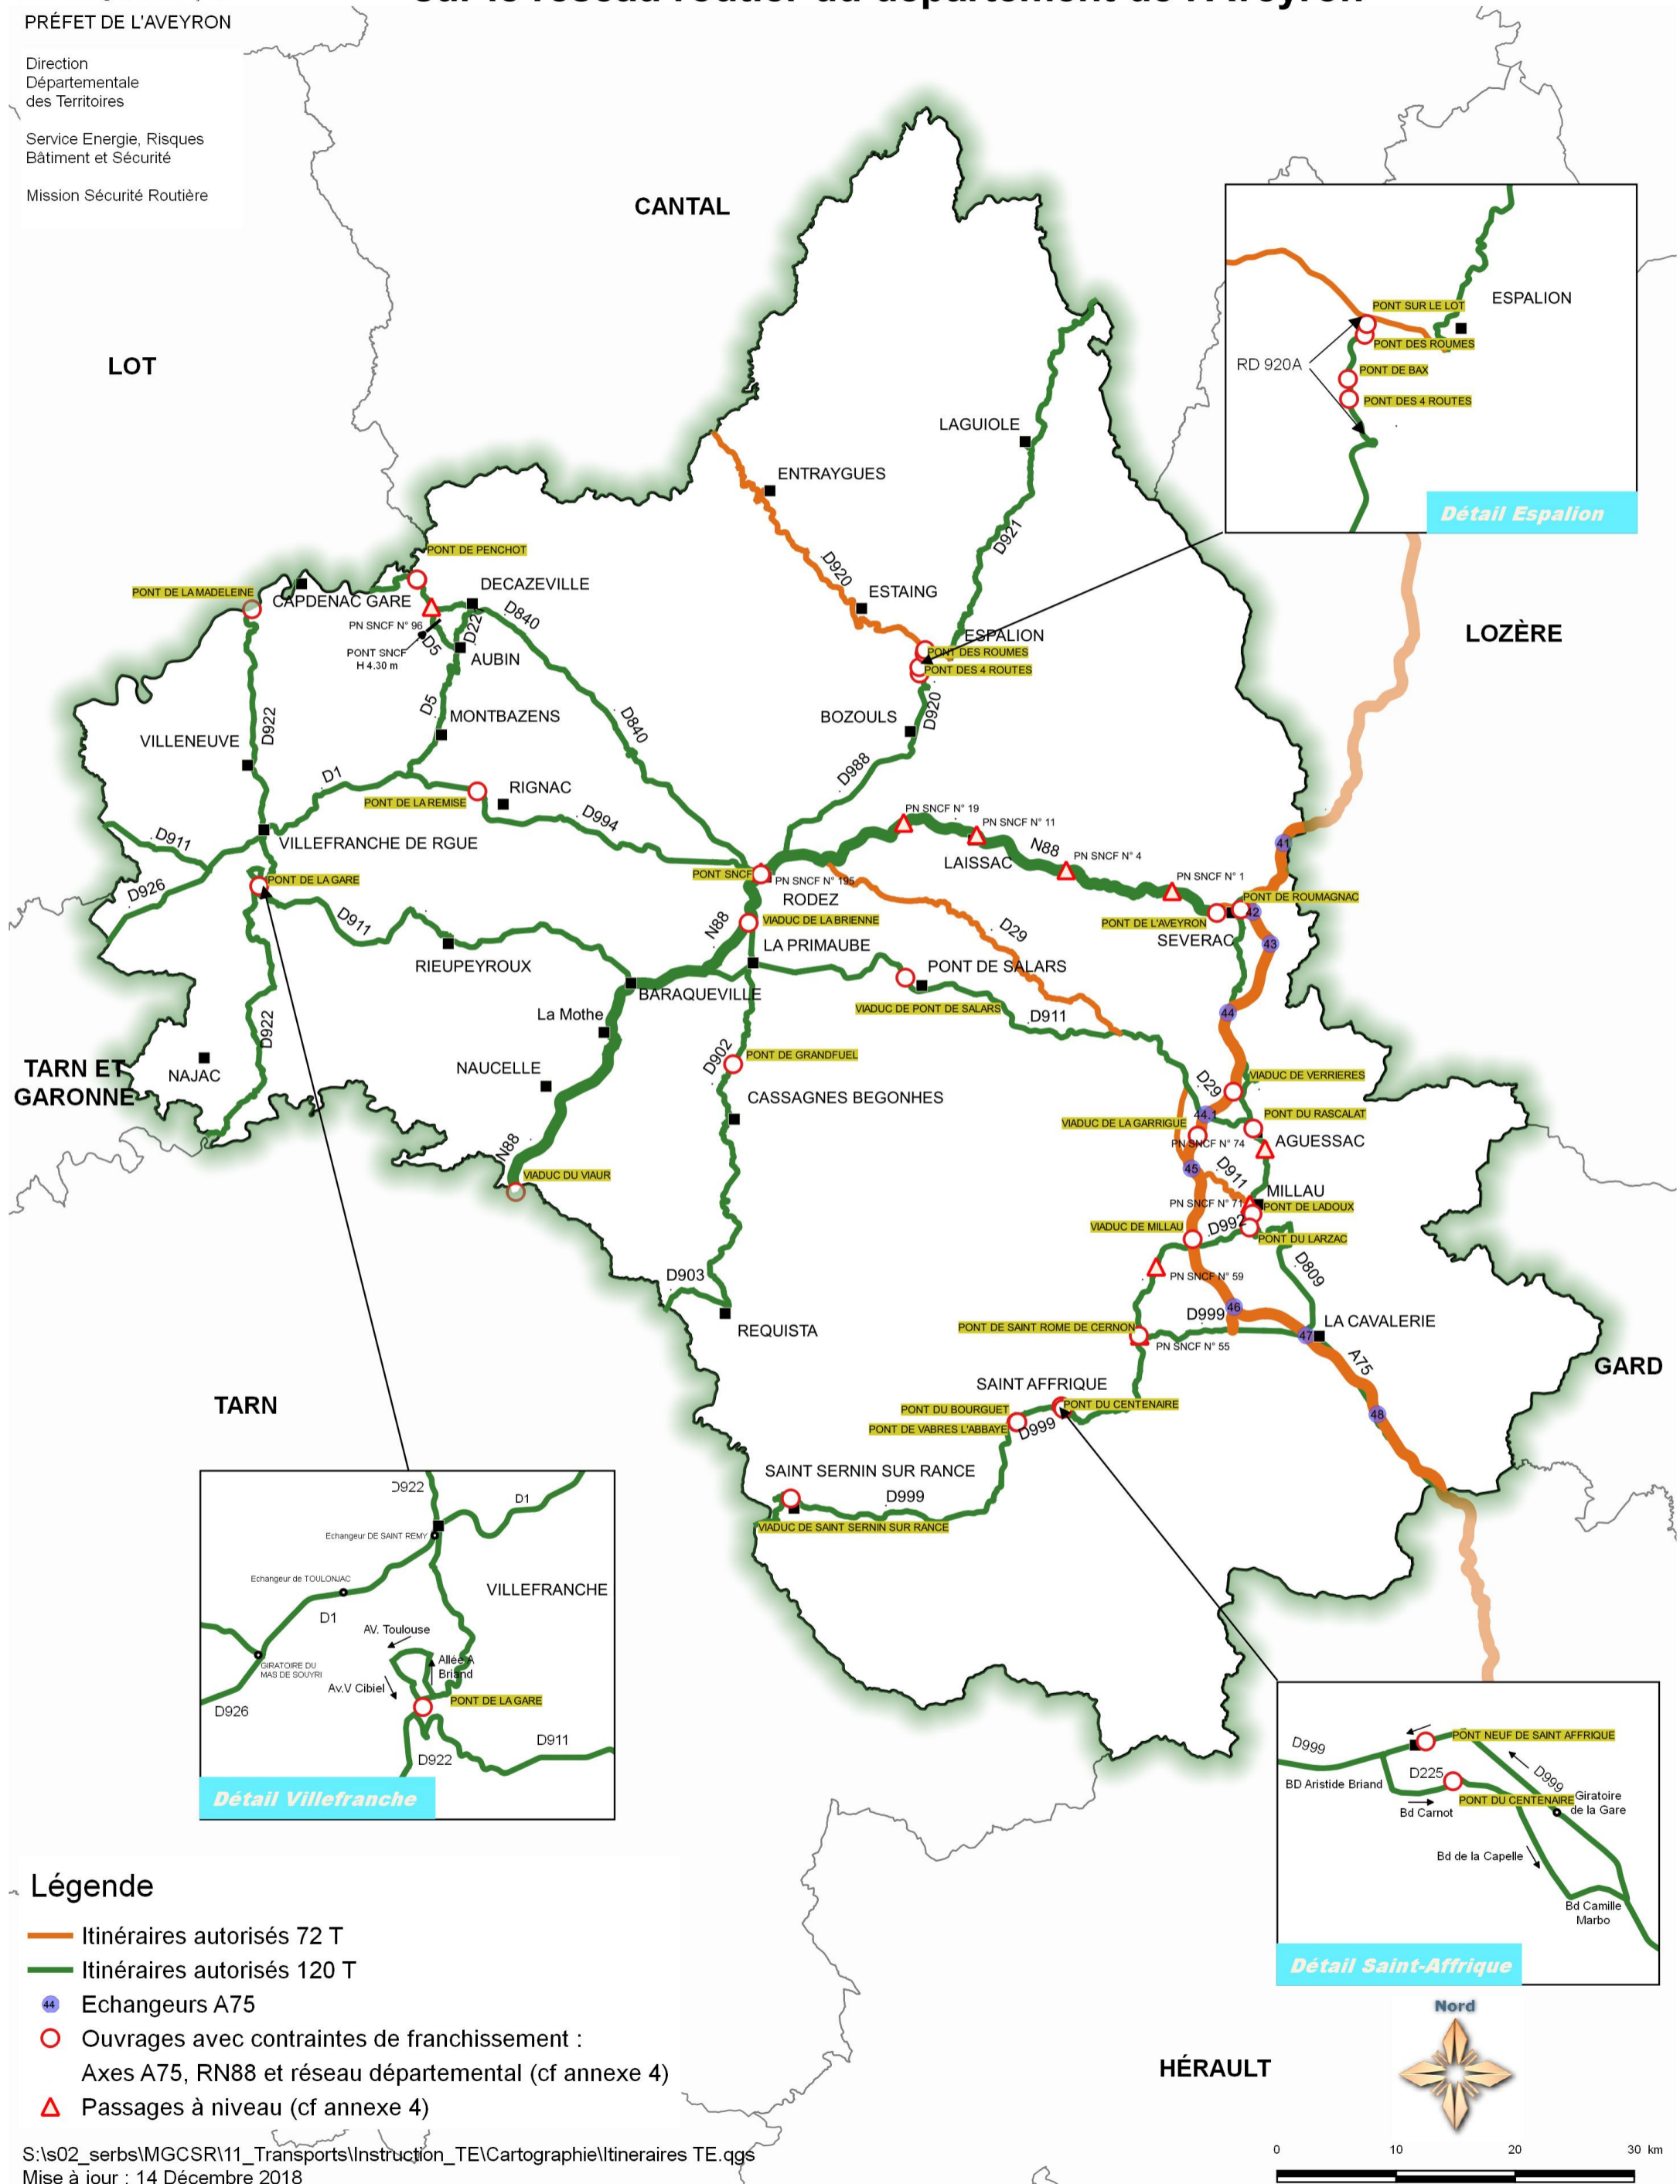 sur le réseau routier du département de l'Aveyron
PRÉFET DE L'AVEYRON
Direction
Départementale
des Territoires
Service Energie, Risques
Bâtiment et Sécurité
Mission Sécurité Routière
CANTAL
LOT
LOZÈRE
TARN ET
GARONNE
TARN
GARD
HÉRAULT
PONT SUR LE LOT
ESPALION
PONT DES ROUMES
RD 920A
PONT DE BAX
PONT DES 4 ROUTES
Détail Espalion
LAGUIOLE
ENTRAYGUES
D921
D920
ESTAING
ESPALION
PONT DES ROUMES
PONT DES 4 ROUTES
D920
BOZOULS
D988
PONT DE PENCHOT
PONT DE LA MADELEINE
CAPDENAC GARE
DECAZEVILLE
D840
PN SNCF N° 96
D22
PONT SNCF
H 4.30 m
D5
AUBIN
D5
D840
MONTBAZENS
D922
VILLENEUVE
D1
RIGNAC
PONT DE LA REMISE
D994
D911
VILLEFRANCHE DE RGUE
D926
PONT DE LA GARE
D911
RIEUPEYROUX
D922
NAJAC
PN SNCF N° 19
PN SNCF N° 11
N88
LAISSAC
PN SNCF N° 4
PN SNCF N° 1
41
PONT SNCF
PN SNCF N° 195
RODEZ
PONT DE ROUMAGNAC
42
PONT DE L'AVEYRON
SEVERAC
43
N88
VIADUC DE LA BRIENNE
D29
LA PRIMAUBE
PONT DE SALARS
BARAQUEVILLE
VIADUC DE PONT DE SALARS
D911
44
La Mothe
NAUCELLE
D902
PONT DE GRANDFUEL
CASSAGNES BEGONHES
N88
VIADUC DU VIAUR
D29
VIADUC DE VERRIERES
44.1
PONT DU RASCALAT
VIADUC DE LA GARRIGUE
PN SNCF N° 74
AGUESSAC
45
D911
MILLAU
PN SNCF N° 71
PONT DE LADOUX
VIADUC DE MILLAU
D992
PONT DU LARZAC
D809
PN SNCF N° 59
D903
REQUISTA
46
D999
LA CAVALERIE
47
PONT DE SAINT ROME DE CERNON
PN SNCF N° 55
A75
48
SAINT AFFRIQUE
PONT DU BOURGUET
PONT DU CENTENAIRE
PONT DE VABRES L'ABBAYE
D999
SAINT SERNIN SUR RANCE
D999
VIADUC DE SAINT SERNIN SUR RANCE
D922
D1
Echangeur DE SAINT REMY
Echangeur de TOULONJAC
VILLEFRANCHE
D1
AV. Toulouse
GIRATOIRE DU
MAS DE SOUYRI
Allée A
Briand
Av.V Cibiel
PONT DE LA GARE
D926
D911
D922
Détail Villefranche
PONT NEUF DE SAINT AFFRIQUE
D999
D225
D999
BD Aristide Briand
PONT DU CENTENAIRE
Giratoire
de la Gare
Bd Carnot
Bd de la Capelle
Bd Camille
Marbo
Détail Saint-Affrique
Légende
Itinéraires autorisés 72 T
Itinéraires autorisés 120 T
44 Echangeurs A75
Ouvrages avec contraintes de franchissement :
Axes A75, RN88 et réseau départemental (cf annexe 4)
Passages à niveau (cf annexe 4)
S:\s02_serbs\MGCSR\11_Transports\Instruction_TE\Cartographie\Itineraires TE.qgs
Mise à jour : 14 Décembre 2018
Nord
0 10 20 30 km